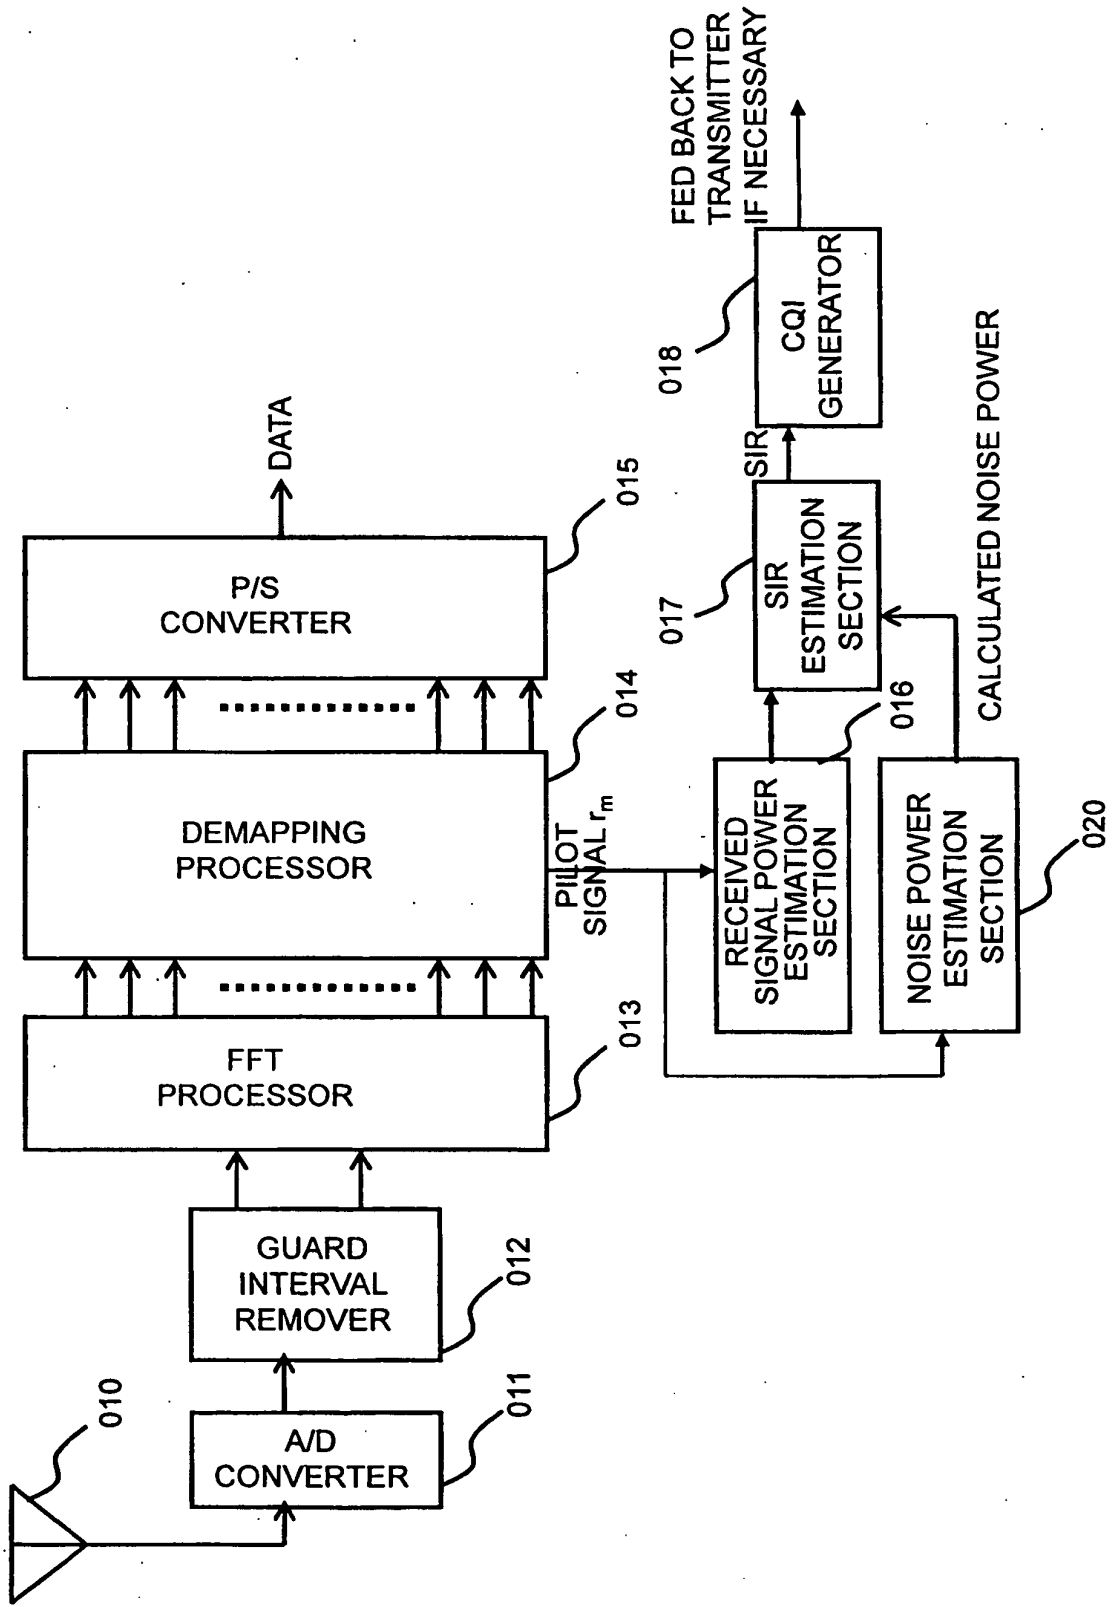 010
A/D
CONVERTER
011
GUARD
INTERVAL
REMOVER
012
FFT
PROCESSOR
013
DEMAPPING
PROCESSOR
014
P/S
CONVERTER
015
DATA
PILOT
SIGNAL rm
RECEIVED
SIGNAL POWER
ESTIMATION
SECTION
016
NOISE POWER
ESTIMATION
SECTION
020
CALCULATED NOISE POWER
SIR
ESTIMATION
SECTION
017
SIR
CQI
GENERATOR
018
FED BACK TO
TRANSMITTER
IF NECESSARY